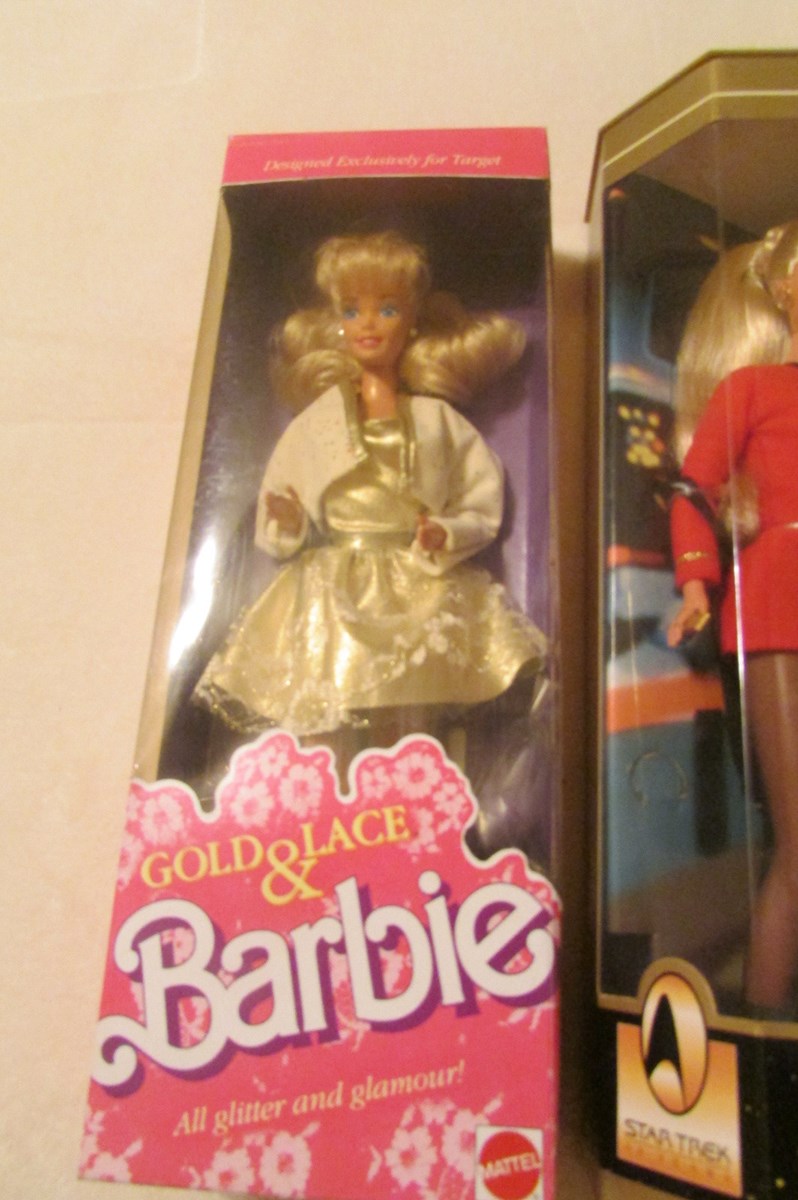 Designed Exclusively for Target
GOLD & LACE
Barbie
All glitter and glamour!
MATTEL
STAR TREK